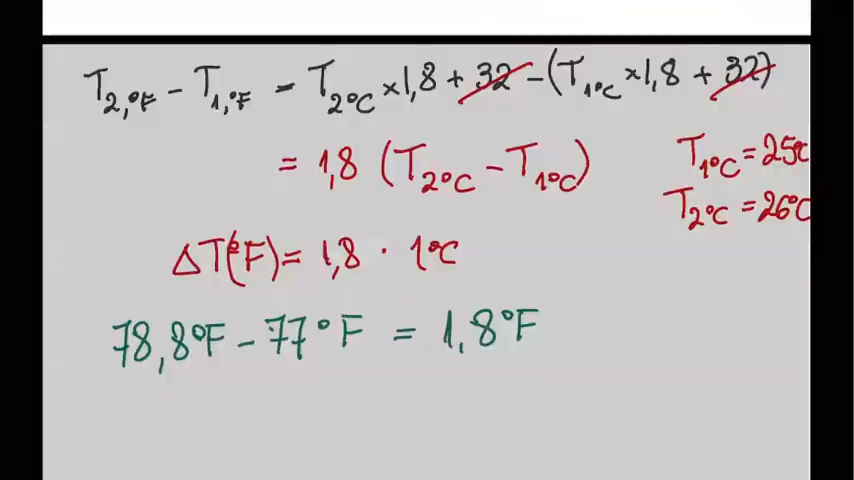 T₂,°F - T₁,°F = T₂°C ×1,8 + 32 - (T₁°C ×1,8 + 32)
= 1,8 (T₂°C - T₁°C)
T₁°C = 25°C
T₂°C = 26°C
ΔT(°F) = 1,8 · 1°C
78,8°F - 77°F = 1,8°F